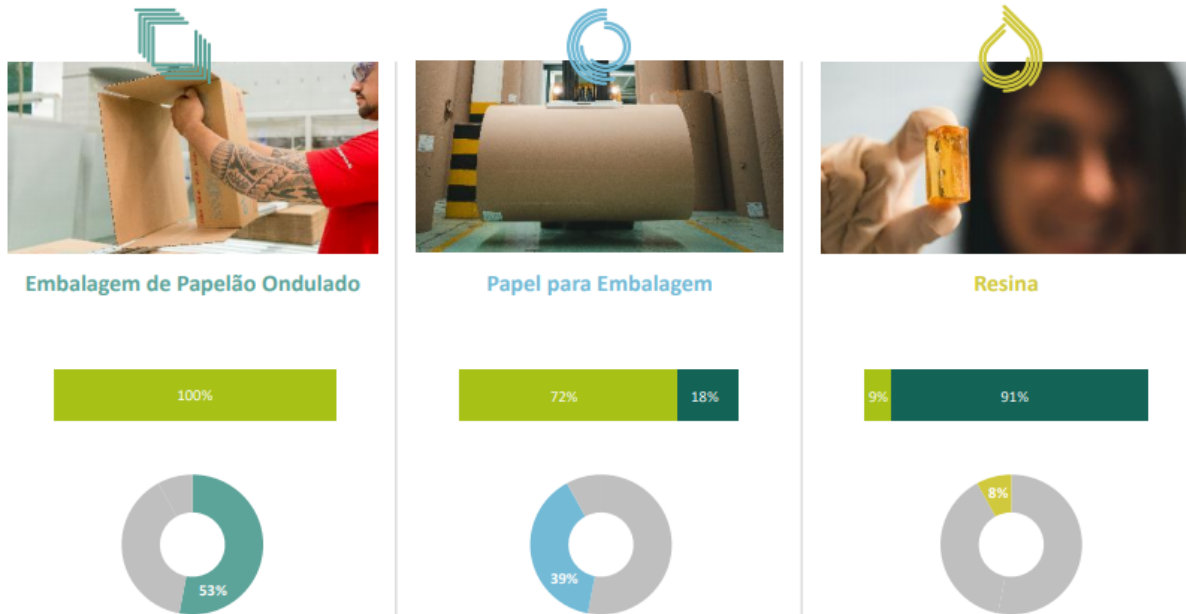 Embalagem de Papelão Ondulado
Papel para Embalagem
Resina
100%
72%
18%
9%
91%
53%
39%
8%